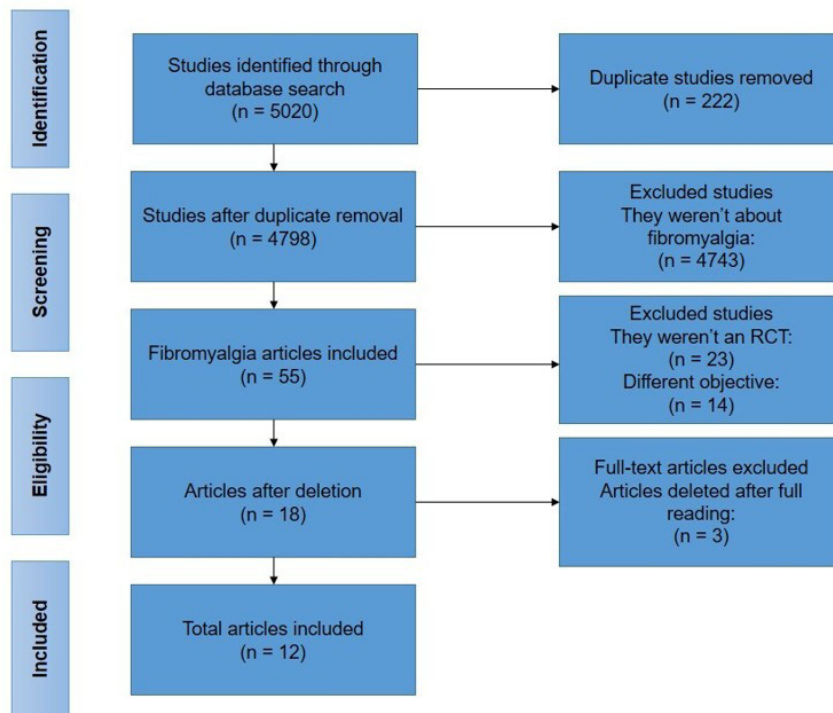 Identification
Studies identified through
database search
(n = 5020)
Duplicate studies removed
(n = 222)
Screening
Studies after duplicate removal
(n = 4798)
Excluded studies
They weren't about
fibromyalgia:
(n = 4743)
Fibromyalgia articles included
(n = 55)
Excluded studies
They weren't an RCT:
(n = 23)
Different objective:
(n = 14)
Eligibility
Articles after deletion
(n = 18)
Full-text articles excluded
Articles deleted after full
reading:
(n = 3)
Included
Total articles included
(n = 12)